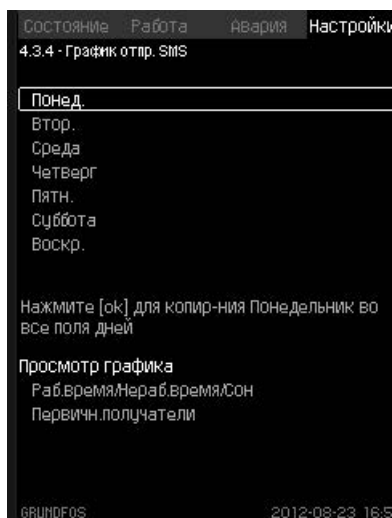 Состояние Работа Авария Настройки
4.3.4 - График отпр. SMS
Понед.
Втор.
Среда
Четверг
Пятн.
Суббота
Воскр.
Нажмите [ok] для копир-ния Понедельник во
все поля дней
Просмотр графика
Раб.время/Нераб.время/Сон
Первичн.получатели
GRUNDFOS 2012-08-23 16:5